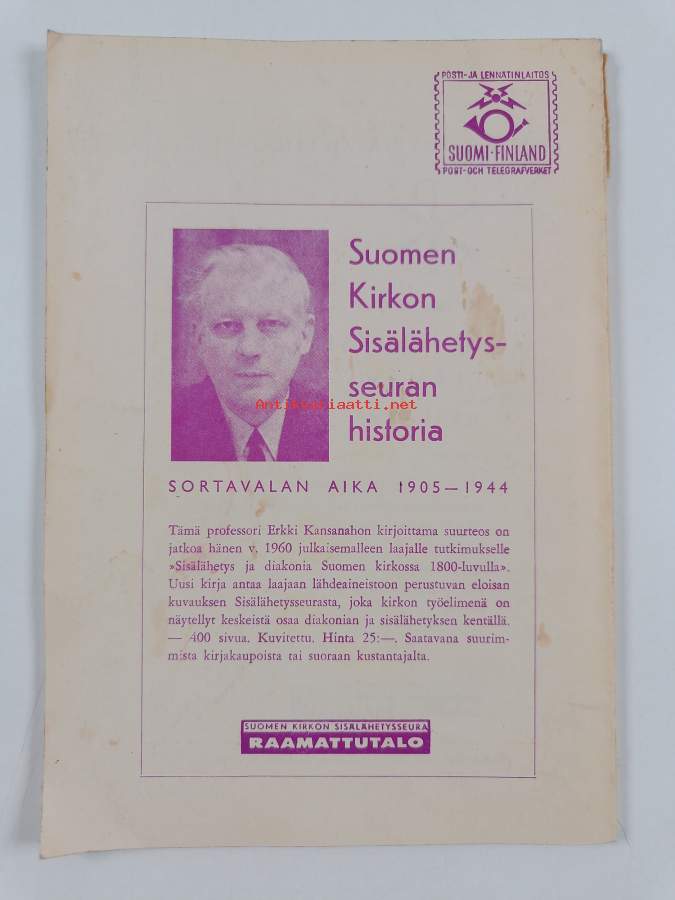 POSTI- JA LENNÄTINLAITOS
SUOMI-FINLAND
POST- OCH TELEGRAFVERKET
Suomen
Kirkon
Sisälähetys-
seuran
historia
Antikvariaatti.net
SORTAVALAN AIKA 1905—1944
Tämä professori Erkki Kansanahon kirjoittama suurteos on
jatkoa hänen v. 1960 julkaisemalleen laajalle tutkimukselle
»Sisälähetys ja diakonia Suomen kirkossa 1800-luvulla».
Uusi kirja antaa laajaan lähdeaineistoon perustuvan eloisan
kuvauksen Sisälähetysseurasta, joka kirkon työelimenä on
näytellyt keskeistä osaa diakonian ja sisälähetyksen kentällä.
— 400 sivua. Kuvitettu. Hinta 25:—. Saatavana suurim-
mista kirjakaupoista tai suoraan kustantajalta.
SUOMEN KIRKON SISÄLÄHETYSSEURA
RAAMATTUTALO